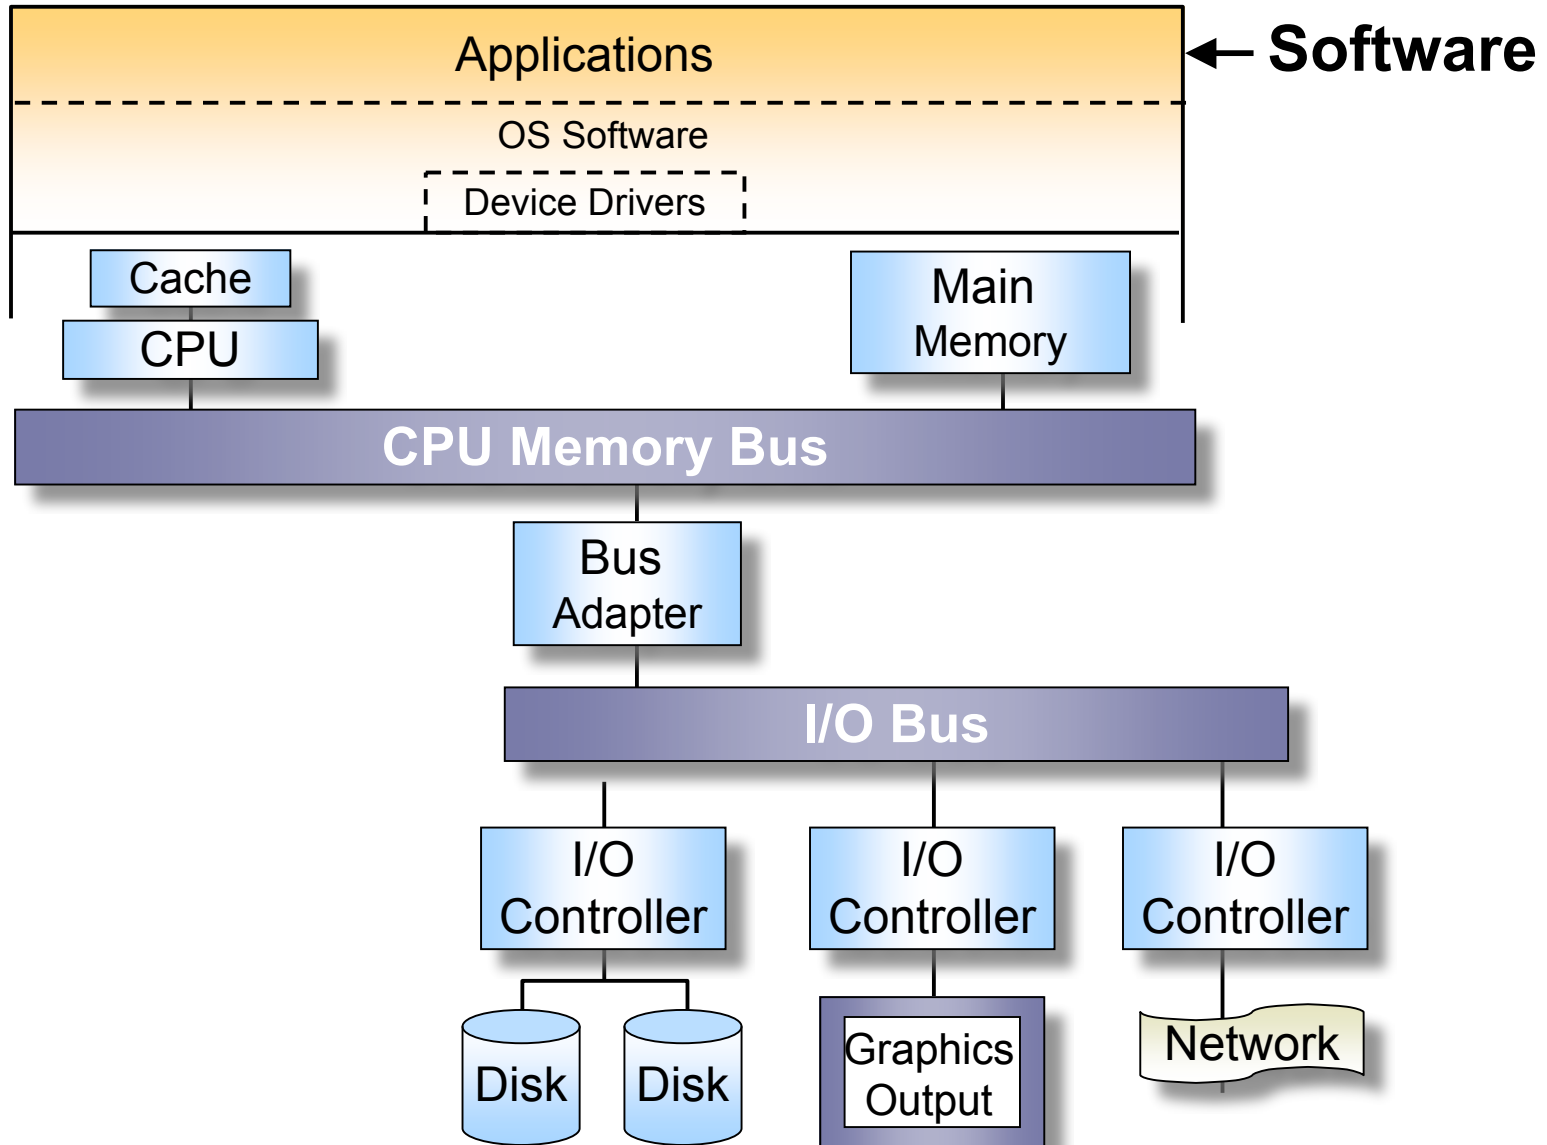 Applications
Software
OS Software
Device Drivers
Cache
CPU
Main
Memory
CPU Memory Bus
Bus
Adapter
I/O Bus
I/O
Controller
I/O
Controller
I/O
Controller
Disk
Disk
Graphics
Output
Network